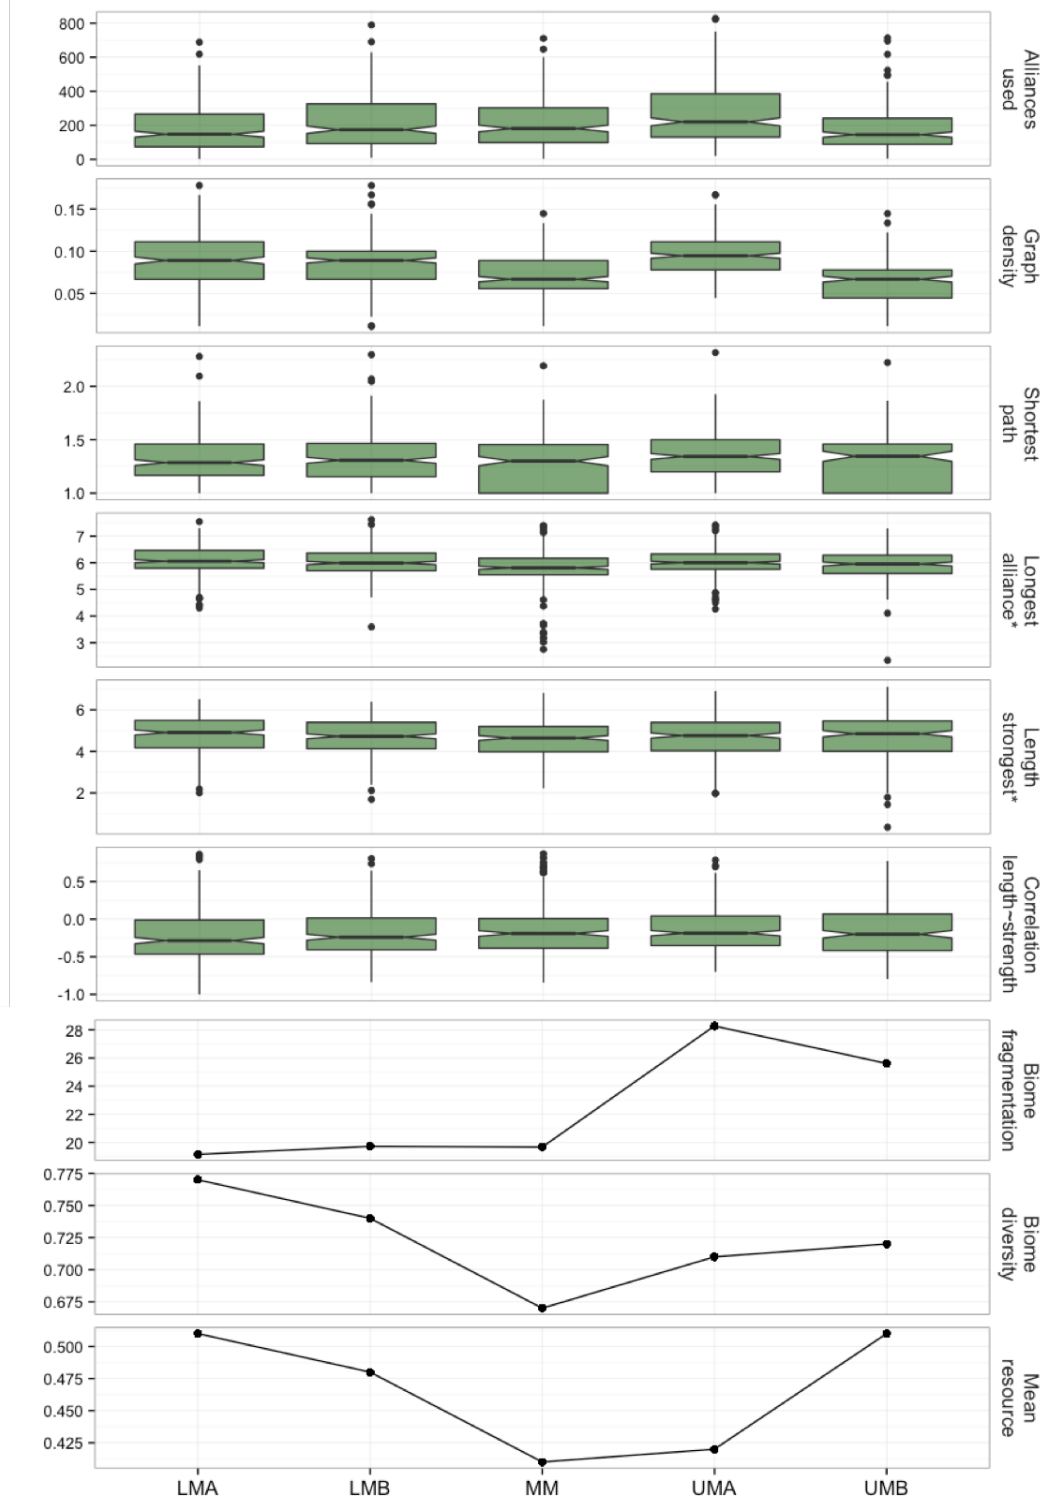 800
600
400
200
0
Alliances
used
0.15
0.10
0.05
Graph
density
2.0
1.5
1.0
Shortest
path
7
6
5
4
3
Longest
alliance*
6
4
2
Length
strongest*
0.5
0.0
-0.5
-1.0
Correlation
length~strength
28
26
24
22
20
Biome
fragmentation
0.775
0.750
0.725
0.700
0.675
Biome
diversity
0.500
0.475
0.450
0.425
Mean
resource
LMA LMB MM UMA UMB